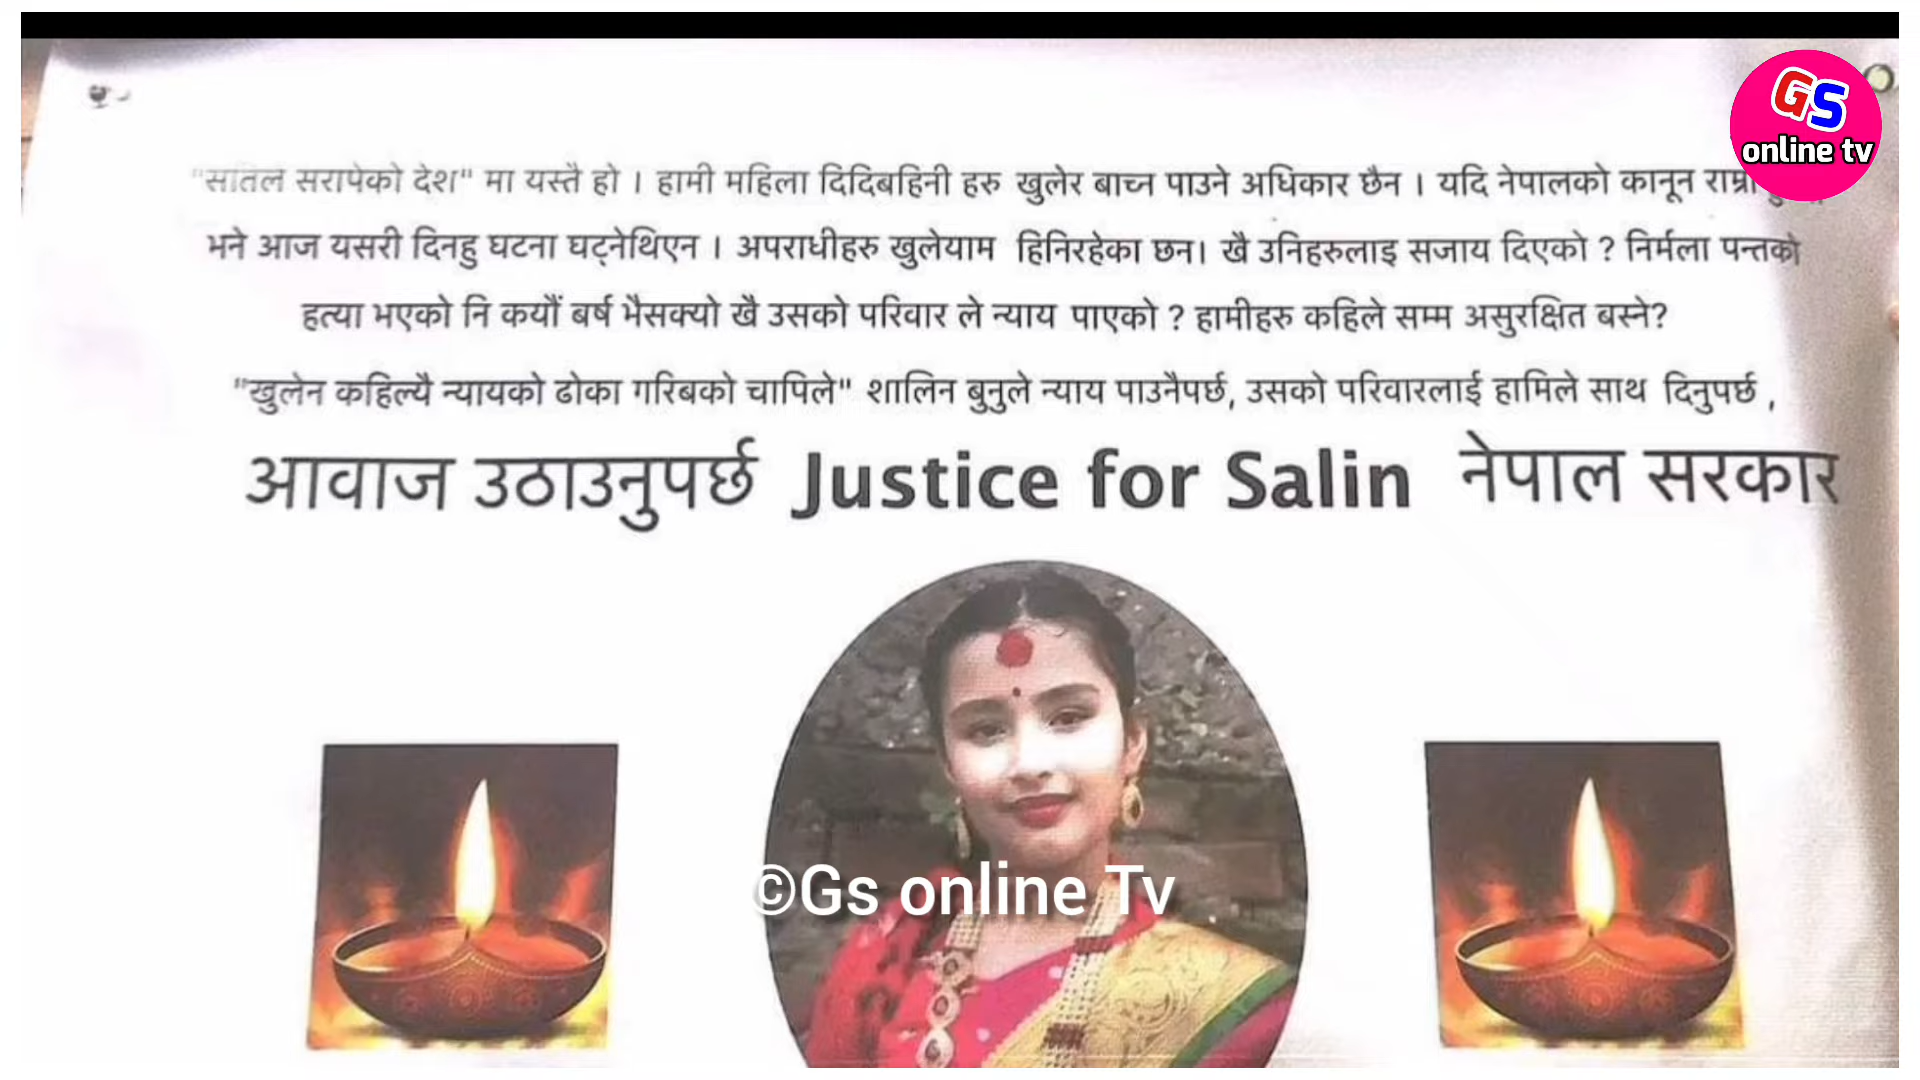 "सतिले सरापेको देश" मा यस्तै हो । हामी महिला दिदिबहिनी हरु खुलेर बाच्न पाउने अधिकार छैन । यदि नेपालको कानून राम्रो
भने आज यसरी दिनहु घटना घट्नेथिएन । अपराधीहरु खुलेयाम हिनिरहेका छन। खै उनिहरुलाइ सजाय दिएको ? निर्मला पन्तको
हत्या भएको नि कयौं बर्ष भैसक्यो खै उसको परिवार ले न्याय पाएको ? हामीहरु कहिले सम्म असुरक्षित बस्ने?
"खुलेन कहिल्यै न्यायको ढोका गरिबको चापिले" शालिन बुनुले न्याय पाउनैपर्छ, उसको परिवारलाई हामिले साथ दिनुपर्छ ,
आवाज उठाउनुपर्छ Justice for Salin नेपाल सरकार
GS
online tv
©Gs online Tv